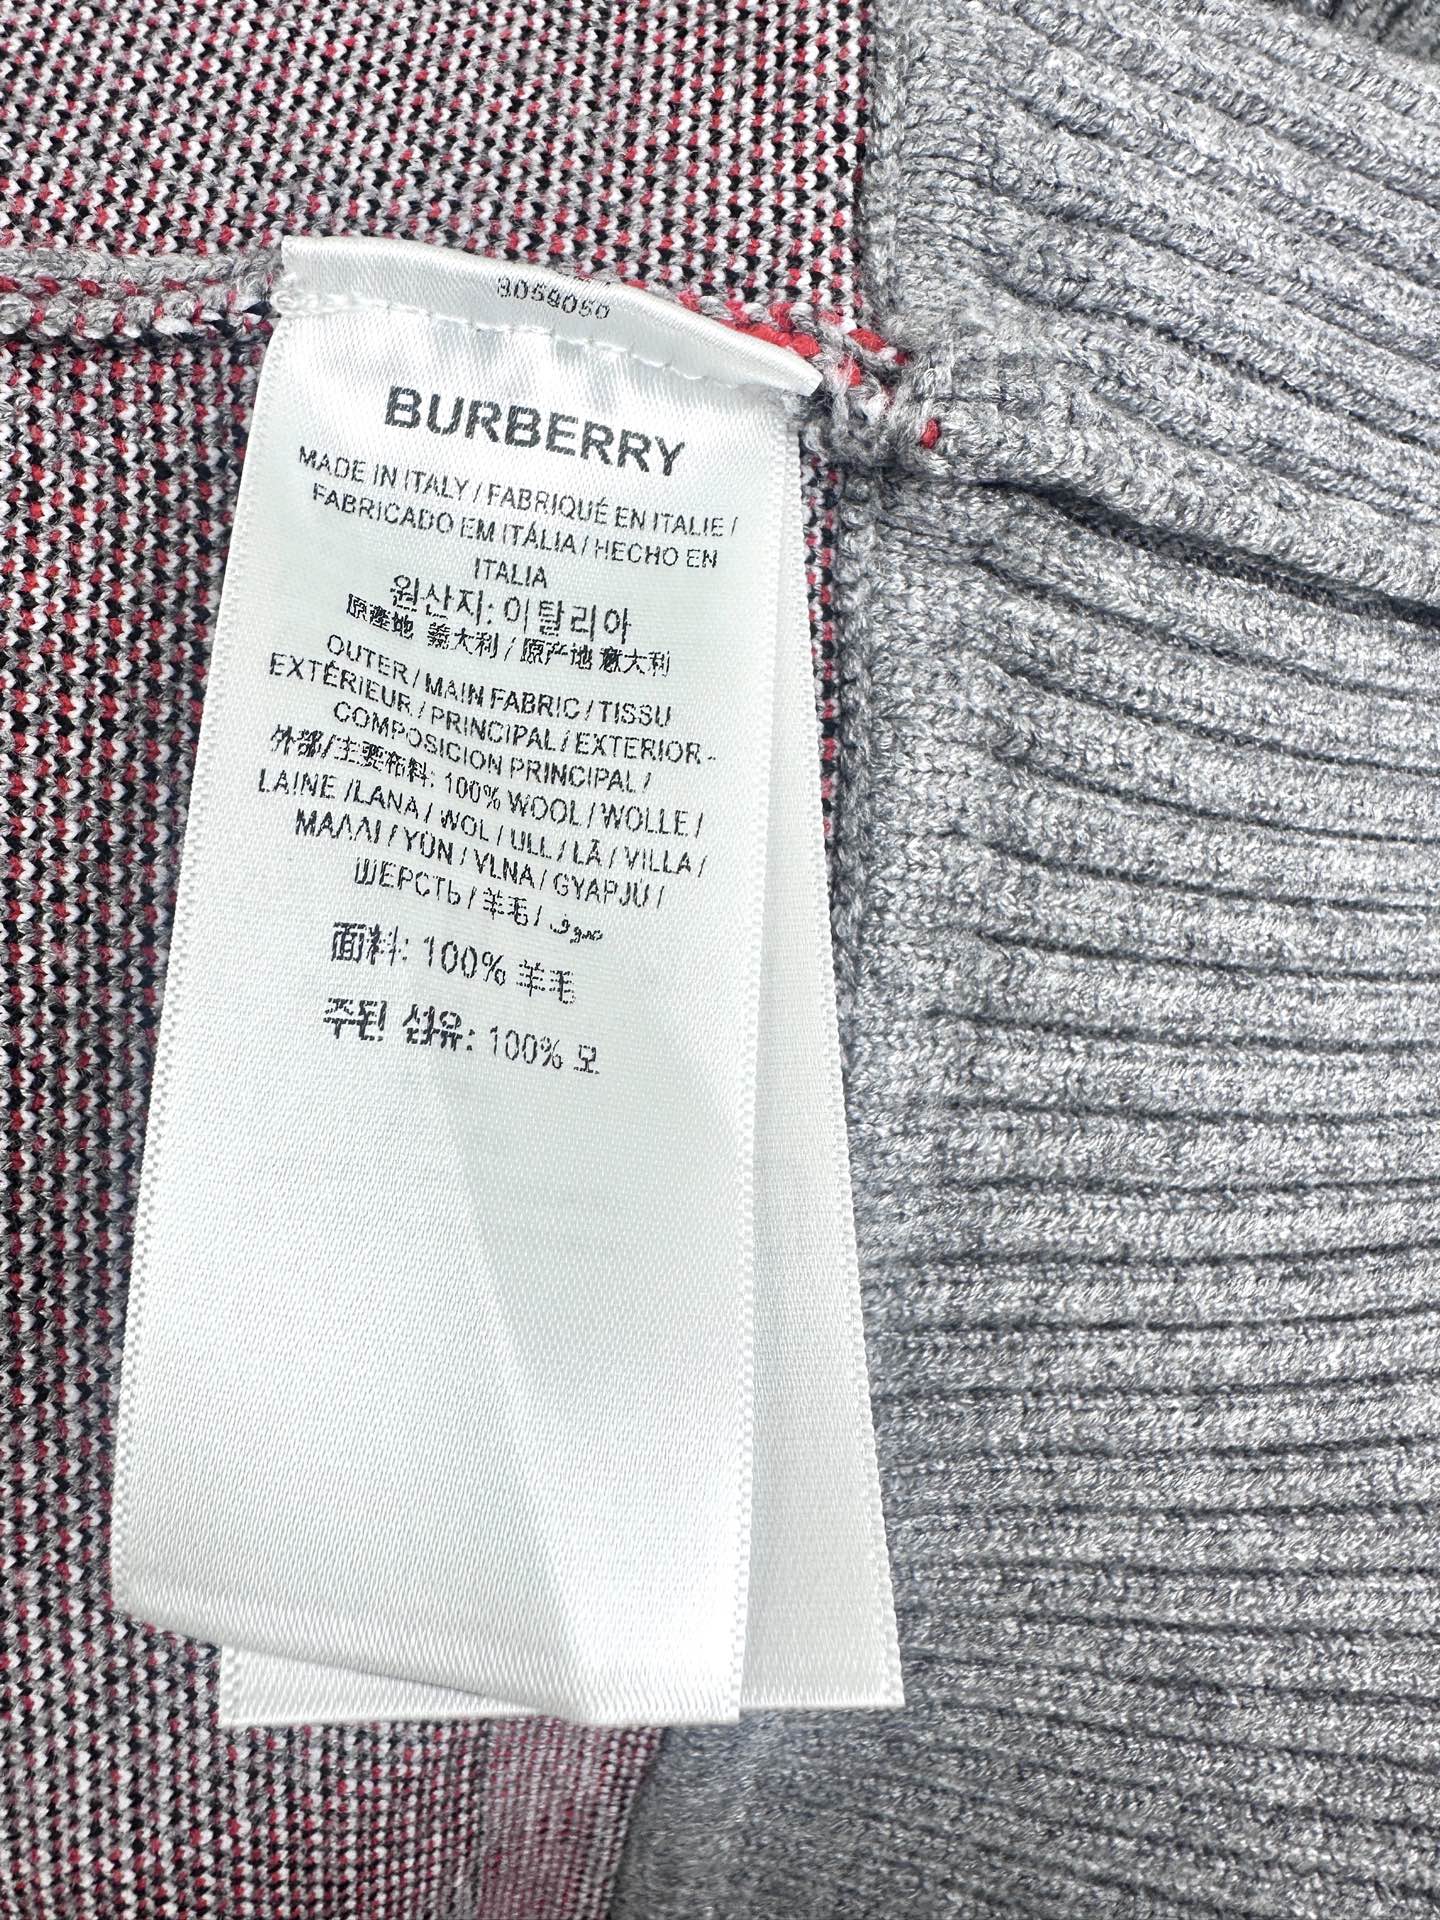 8059050
BURBERRY
MADE IN ITALY / FABRIQUÉ EN ITALIE /
FABRICADO EM ITÁLIA / HECHO EN
ITALIA
원산지: 이탈리아
原產地 義大利 / 原产地 意大利
OUTER / MAIN FABRIC / TISSU
EXTÉRIEUR / PRINCIPAL / EXTERIOR -
COMPOSICION PRINCIPAL /
外部/主要布料: 100% WOOL / WOLLE /
LAINE /LANA / WOL / ULL / LÃ / VILLA /
ΜΑΛΛΙ / YÜN / VLNA / GYAPJÚ /
ШЕРСТЬ / 羊毛 / صوف
面料: 100% 羊毛
주된 섬유: 100% 모